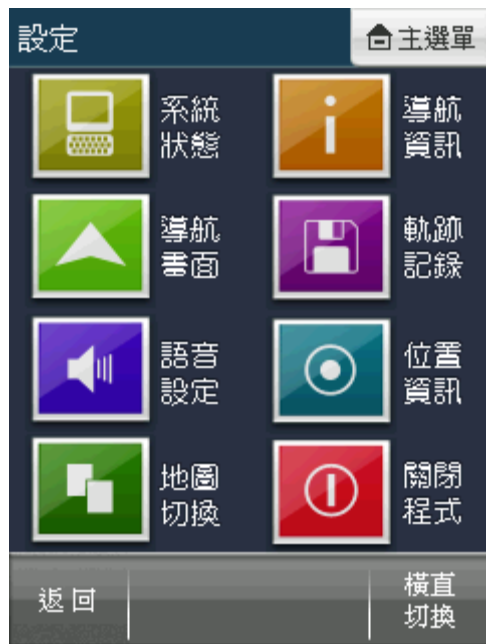 設定
主選單
系統
狀態
導航
資訊
導航
畫面
軌跡
記錄
語音
設定
位置
資訊
地圖
切換
關閉
程式
返回
橫直
切換